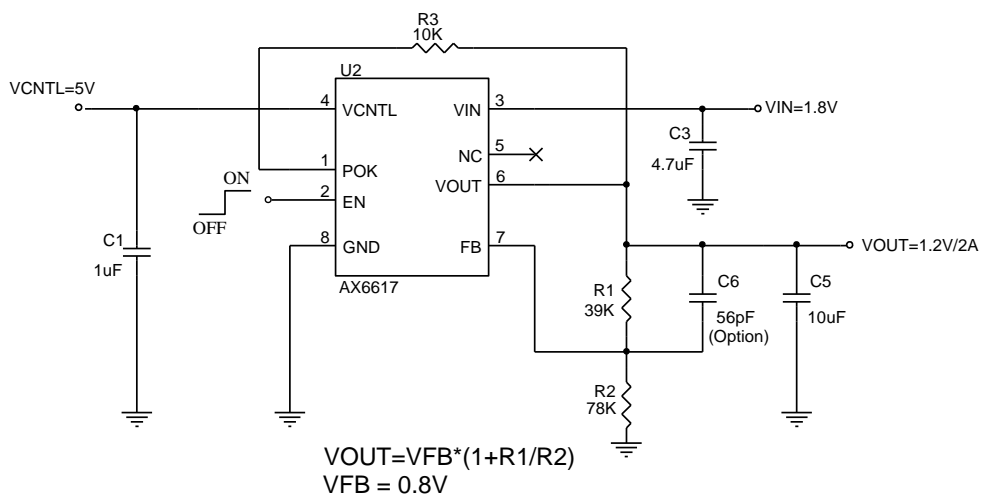 R3
10K
U2
VCNTL=5V
4
VCNTL
VIN
3
VIN=1.8V
C3
4.7uF
NC
5
1
POK
VOUT
6
ON
OFF
2
EN
8
GND
FB
7
VOUT=1.2V/2A
C1
1uF
AX6617
R1
39K
C6
56pF
(Option)
C5
10uF
R2
78K
VOUT=VFB*(1+R1/R2)
VFB = 0.8V